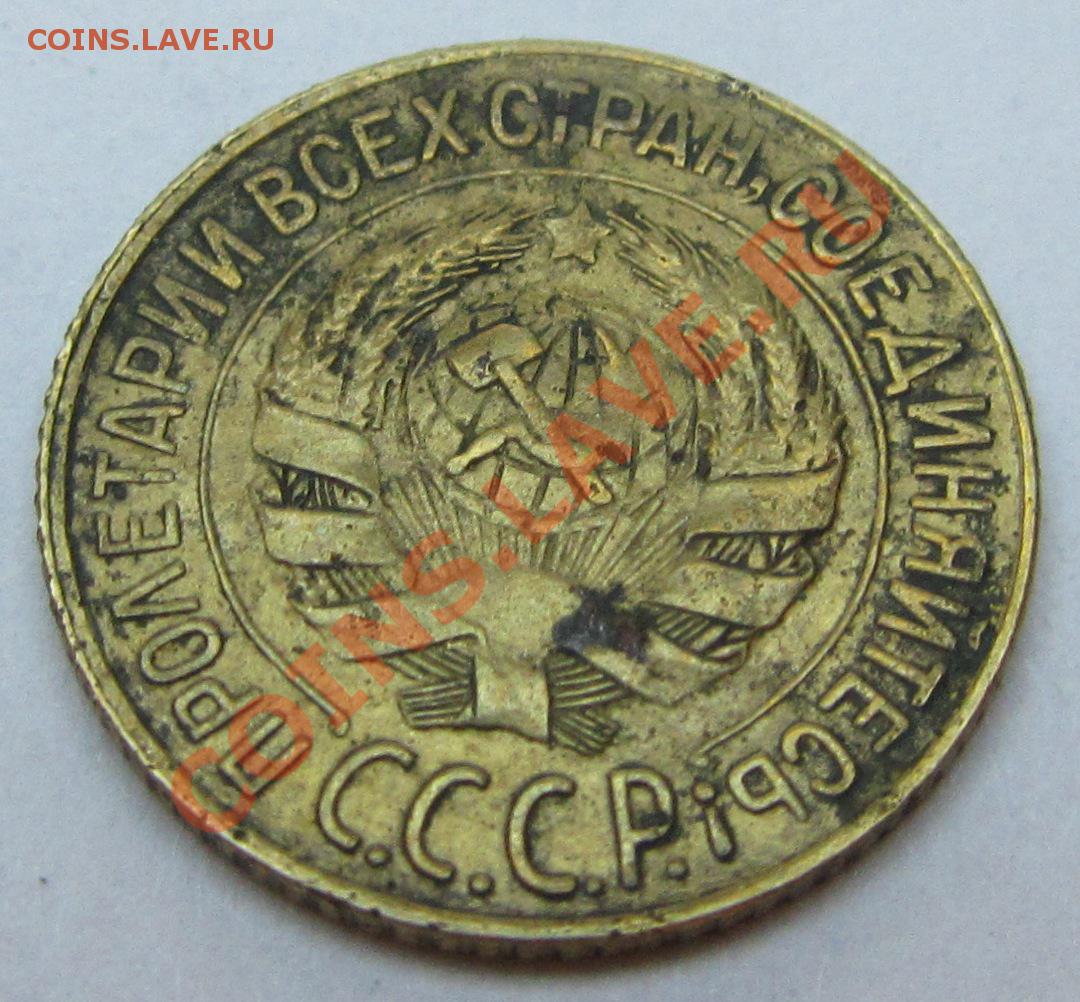 COINS.LAVE.RU
ПРОЛЕТАРИИ ВСЕХ СТРАН, СОЕДИНЯЙТЕСЬ!
С.С.С.Р.
COINS.LAVE.RU